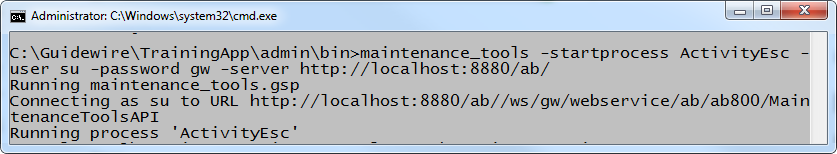 Administrator: C:\Windows\system32\cmd.exe
C:\Guidewire\TrainingApp\admin\bin>maintenance_tools -startprocess ActivityEsc -
user su -password gw -server http://localhost:8880/ab/
Running maintenance_tools.gsp
Connecting as su to URL http://localhost:8880/ab//ws/gw/webservice/ab/ab800/Main
tenanceToolsAPI
Running process 'ActivityEsc'